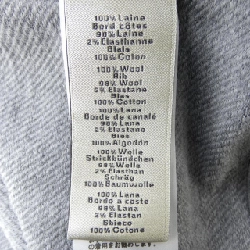 100% Laine
Bord côtes
98% Laine
2% Elasthanne
Biais
100% Coton
100% Wool
Rib
98% Wool
2% Elastane
Bias
100% Cotton
100% Lana
Borde de canalé
98% Lana
2% Elastano
Bies
100% Algodón
100% Wolle
Strickbündchen
98% Wolle
2% Elasthan
Schräg
100% Baumwolle
100% Lana
Bordo a coste
98% Lana
2% Elastan
Sbieco
100% Cotone